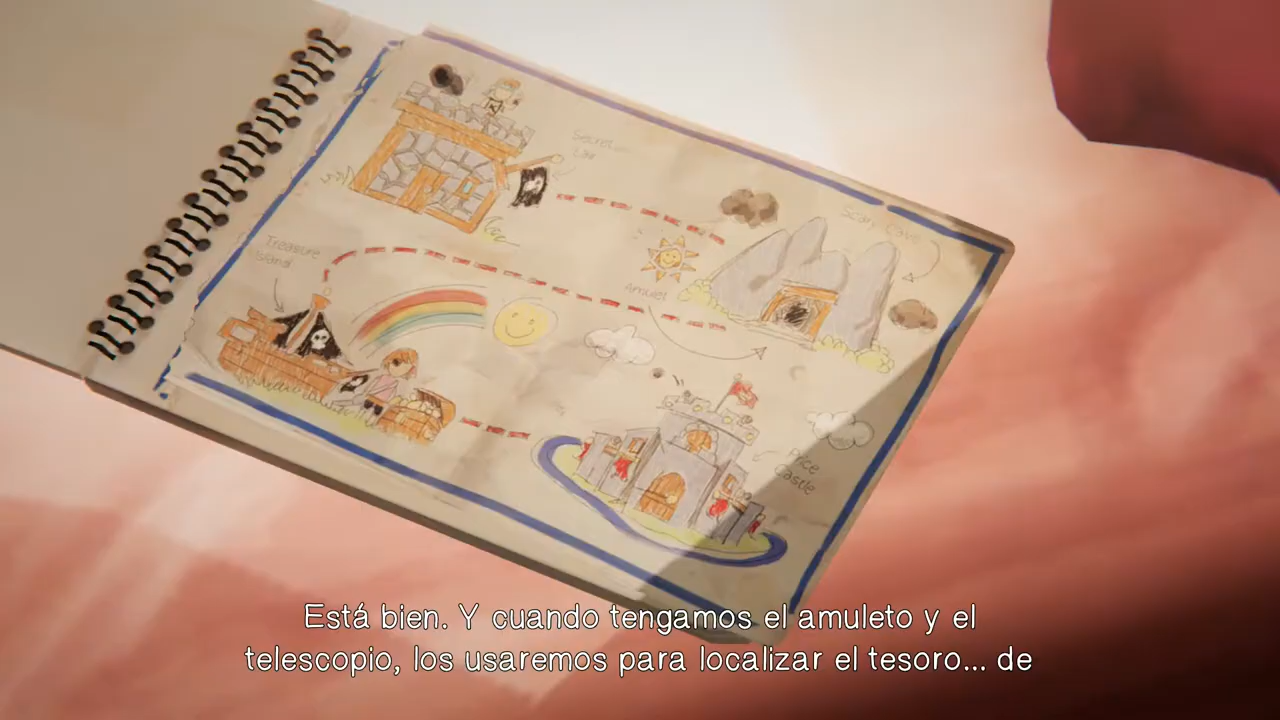 Secret
Lair
Scary Cave
Treasure
Island
Amulet
Price
Castle
Está bien. Y cuando tengamos el amuleto y el
telescopio, los usaremos para localizar el tesoro... de